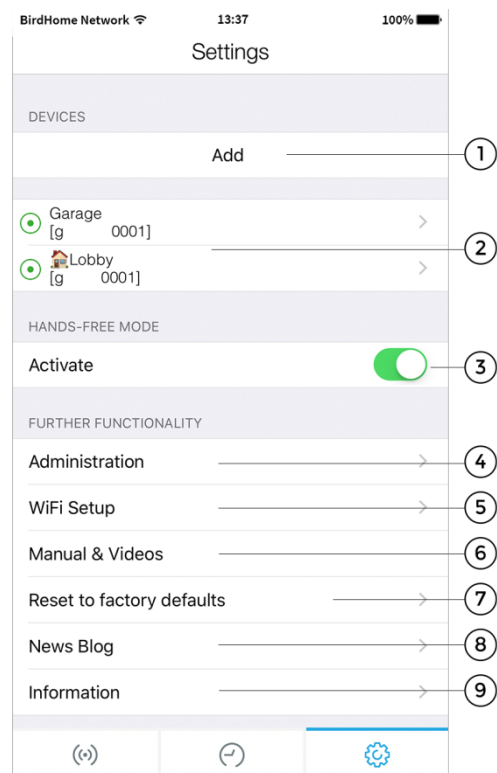 BirdHome Network 13:37 100%
Settings
DEVICES
Add
1
Garage
[g 0001]
2
Lobby
[g 0001]
HANDS-FREE MODE
Activate
3
FURTHER FUNCTIONALITY
Administration
4
WiFi Setup
5
Manual & Videos
6
Reset to factory defaults
7
News Blog
8
Information
9